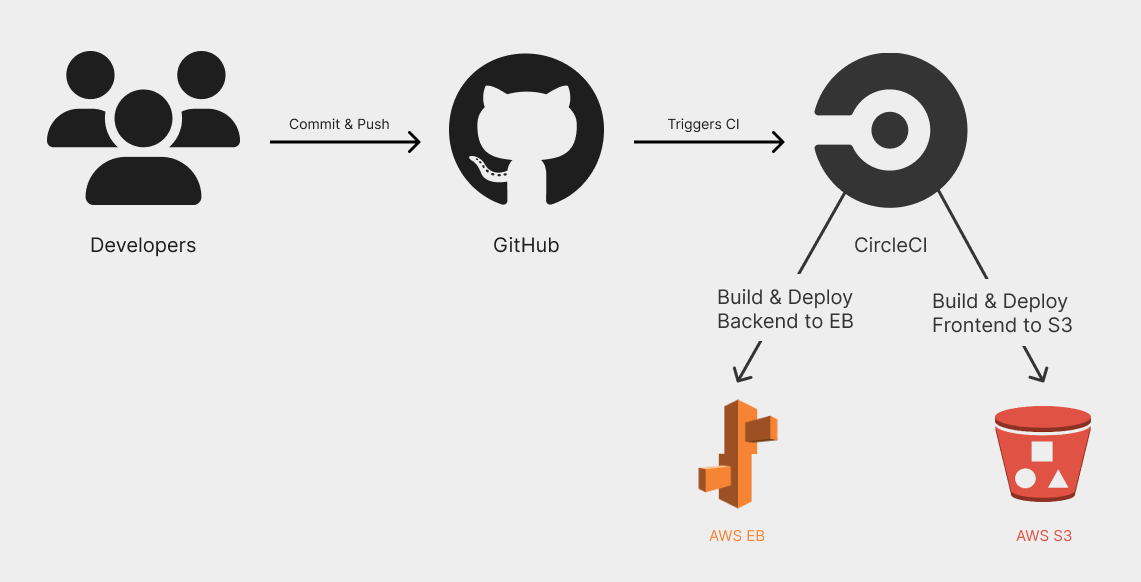 Commit & Push
Triggers CI
Developers
GitHub
CircleCI
Build & Deploy
Backend to EB
Build & Deploy
Frontend to S3
AWS EB
AWS S3